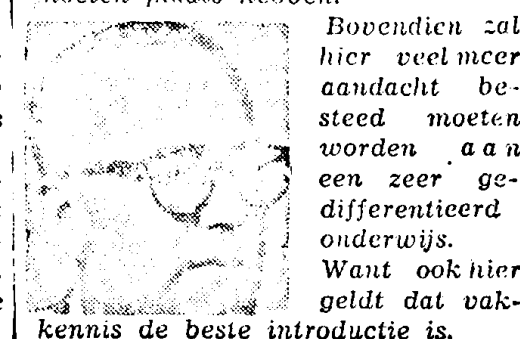 moeten plaats hebben.
Bovendien zal
hier veel meer
aandacht be-
steed moeten
worden aan
een zeer ge-
differentieerd
onderwijs.
Want ook hier
geldt dat vak-
kennis de beste introductie is.